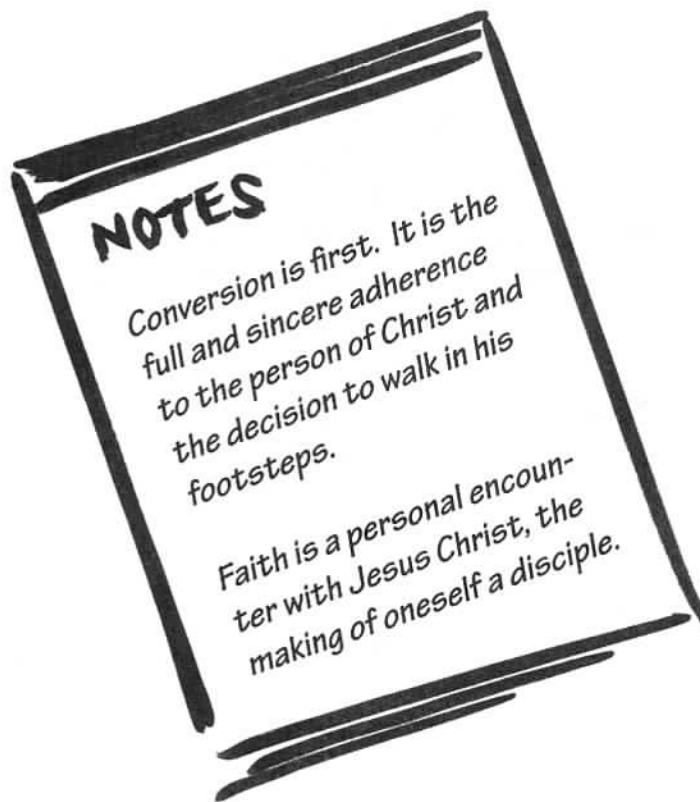 NOTES
Conversion is first. It is the
full and sincere adherence
to the person of Christ and
the decision to walk in his
footsteps.
Faith is a personal encoun-
ter with Jesus Christ, the
making of oneself a disciple.